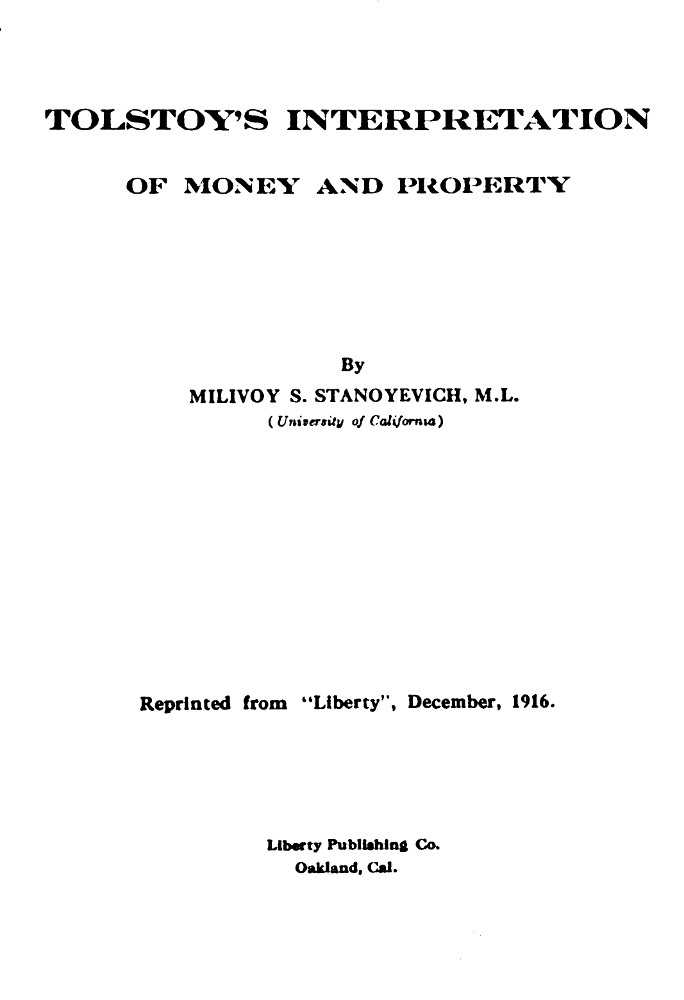 TOLSTOY'S INTERPRETATION
OF MONEY AND PROPERTY
By
MILIVOY S. STANOYEVICH, M.L.
(University of California)
Reprinted from "Liberty", December, 1916.
Liberty Publishing Co.
Oakland, Cal.